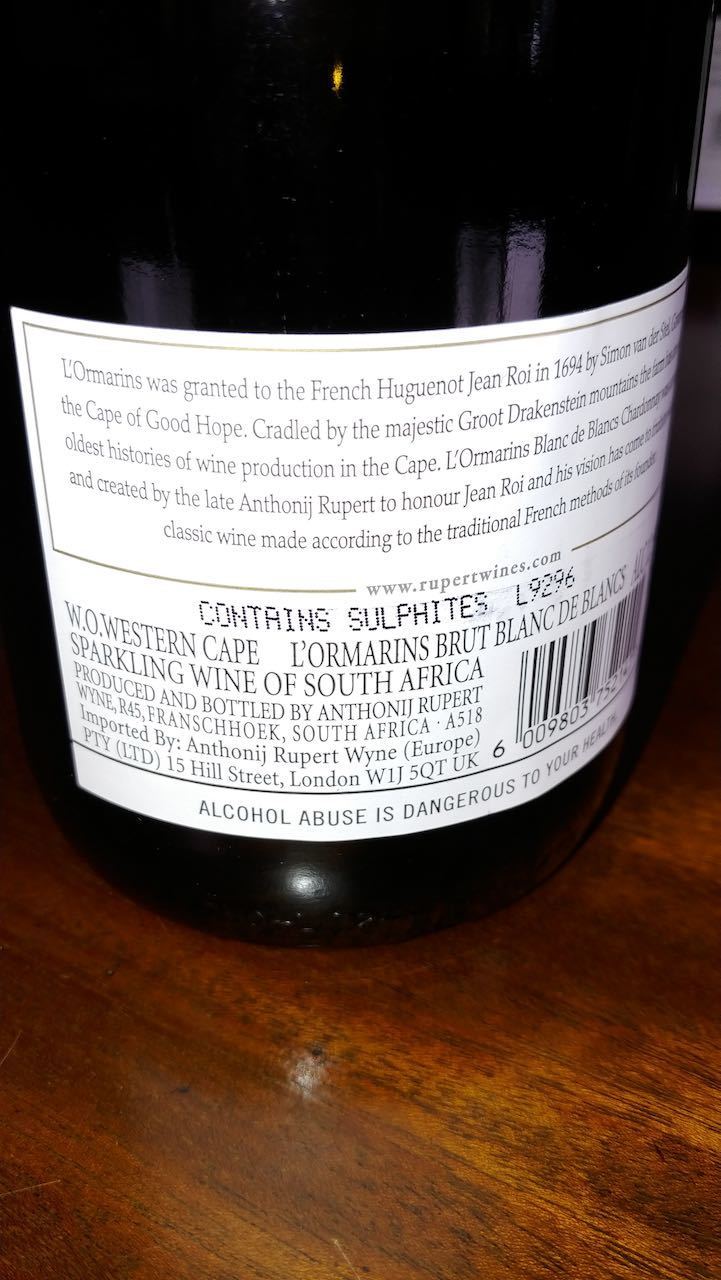 L'Ormarins was granted to the French Huguenot Jean Roi in 1694 by Simon van der Stel,
the Cape of Good Hope. Cradled by the majestic Groot Drakenstein mountains the farm has
oldest histories of wine production in the Cape. L'Ormarins Blanc de Blancs Chardonnay
and created by the late Anthonij Rupert to honour Jean Roi and his vision has come to
classic wine made according to the traditional French methods of its founder.
www.rupertwines.com
CONTAINS SULPHITES L9296
W.O.WESTERN CAPE L'ORMARINS BRUT BLANC DE BLANCS
SPARKLING WINE OF SOUTH AFRICA
PRODUCED AND BOTTLED BY ANTHONIJ RUPERT
WYNE, R45, FRANSCHHOEK, SOUTH AFRICA · A518
Imported By: Anthonij Rupert Wyne (Europe)
PTY (LTD) 15 Hill Street, London W1J 5QT UK
6 009803
ALCOHOL ABUSE IS DANGEROUS TO YOUR HEALTH.